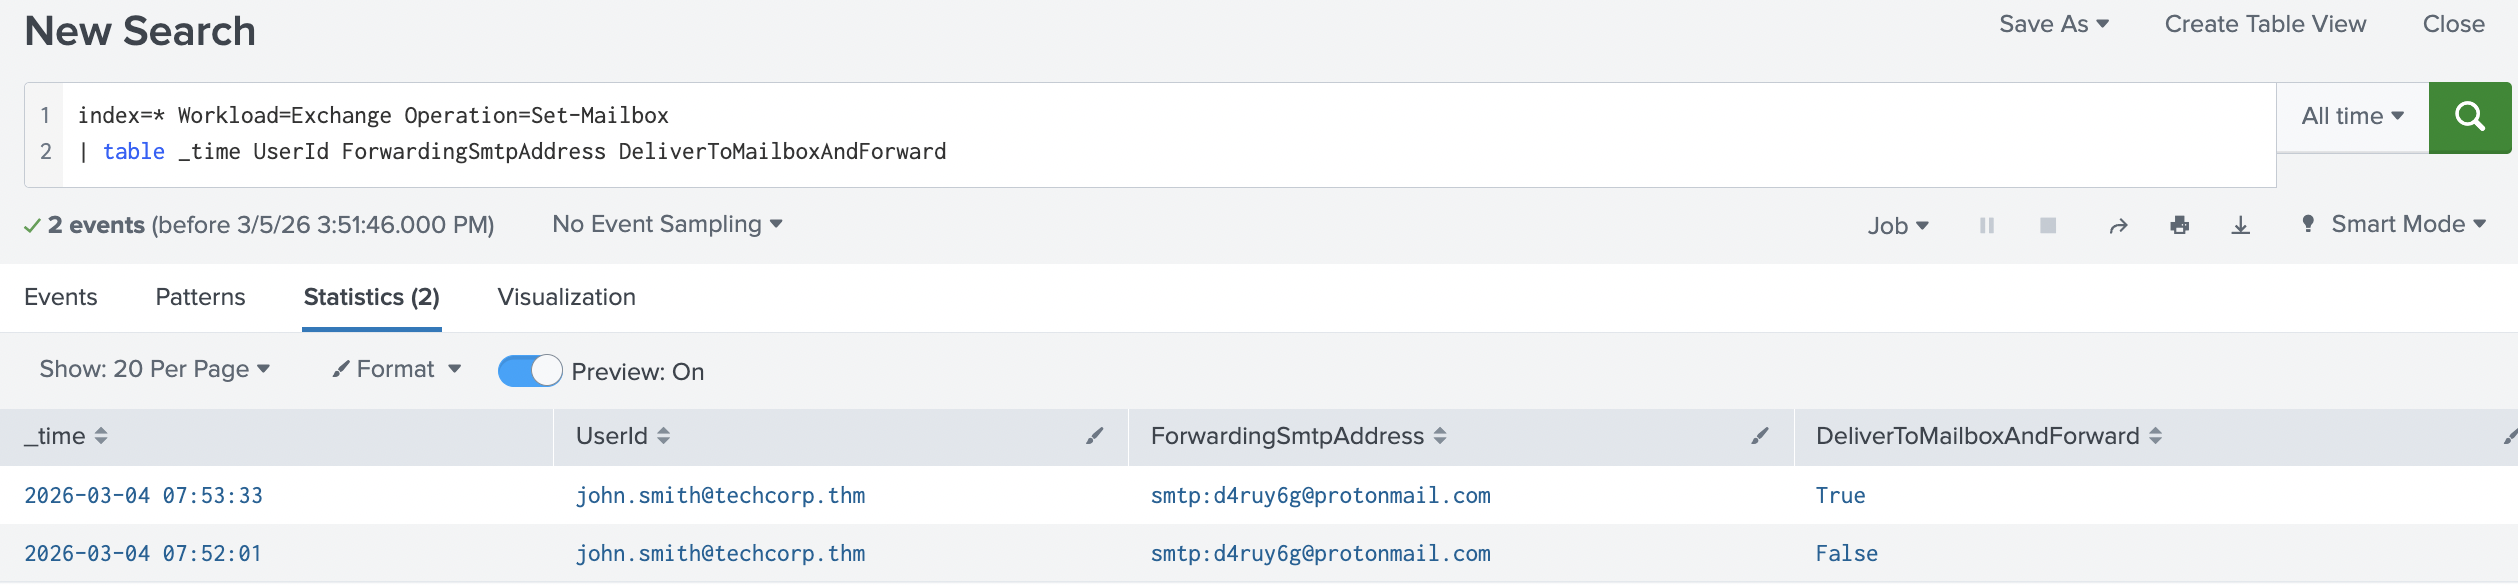 New Search
Save As
Create Table View
Close
1 index=* Workload=Exchange Operation=Set-Mailbox
2 | table _time UserId ForwardingSmtpAddress DeliverToMailboxAndForward
All time
2 events (before 3/5/26 3:51:46.000 PM)
No Event Sampling
Job
Smart Mode
Events
Patterns
Statistics (2)
Visualization
Show: 20 Per Page
Format
Preview: On
_time UserId ForwardingSmtpAddress DeliverToMailboxAndForward
2026-03-04 07:53:33 john.smith@techcorp.thm smtp:d4ruy6g@protonmail.com True
2026-03-04 07:52:01 john.smith@techcorp.thm smtp:d4ruy6g@protonmail.com False